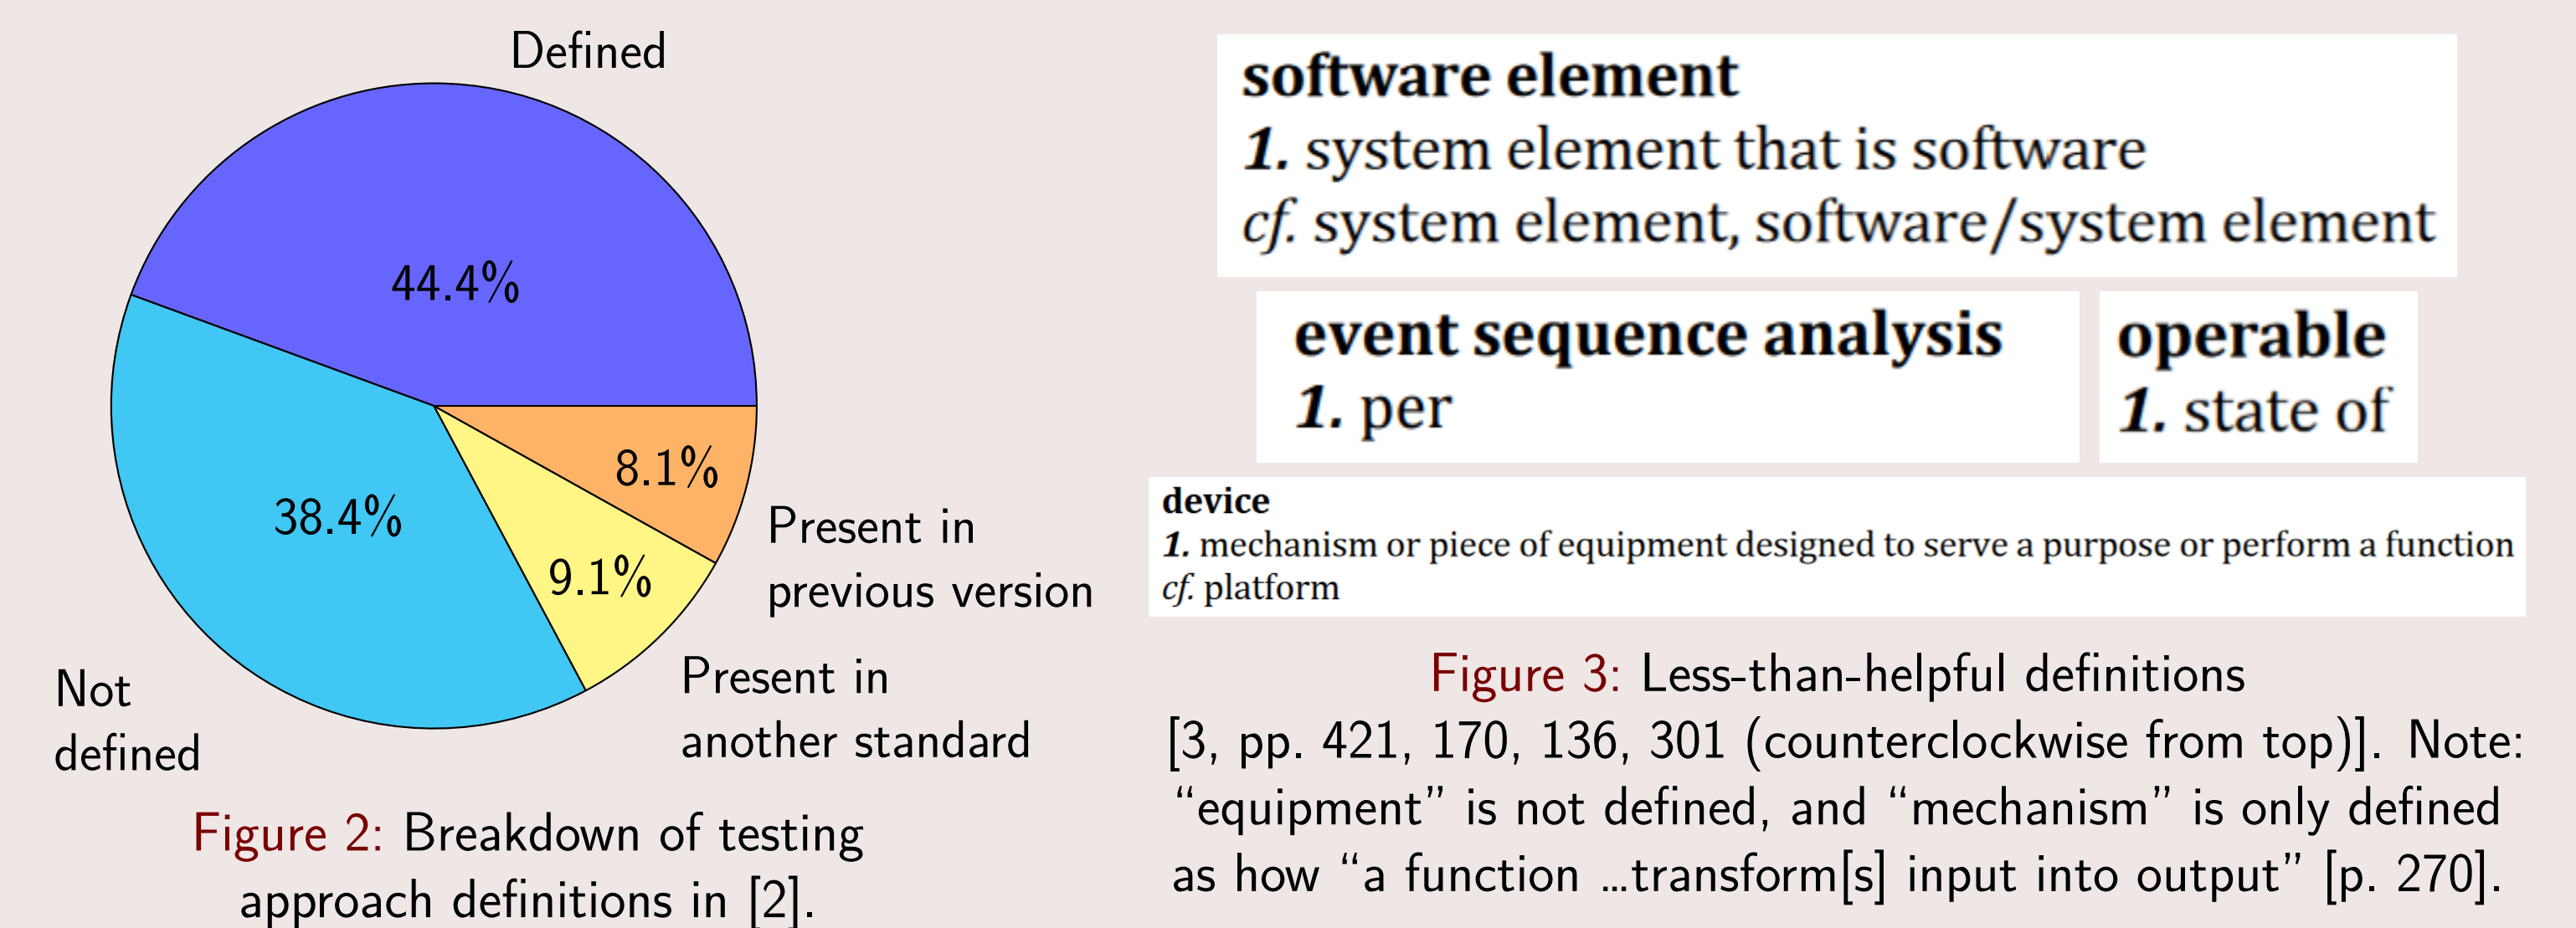 Defined
44.4%
38.4%
8.1%
9.1%
Present in
previous version
Present in
another standard
Not
defined
Figure 2: Breakdown of testing
approach definitions in [2].
software element
1. system element that is software
cf. system element, software/system element
event sequence analysis
1. per
operable
1. state of
device
1. mechanism or piece of equipment designed to serve a purpose or perform a function
cf. platform
Figure 3: Less-than-helpful definitions
[3, pp. 421, 170, 136, 301 (counterclockwise from top)]. Note:
“equipment” is not defined, and “mechanism” is only defined
as how “a function ...transform[s] input into output” [p. 270].